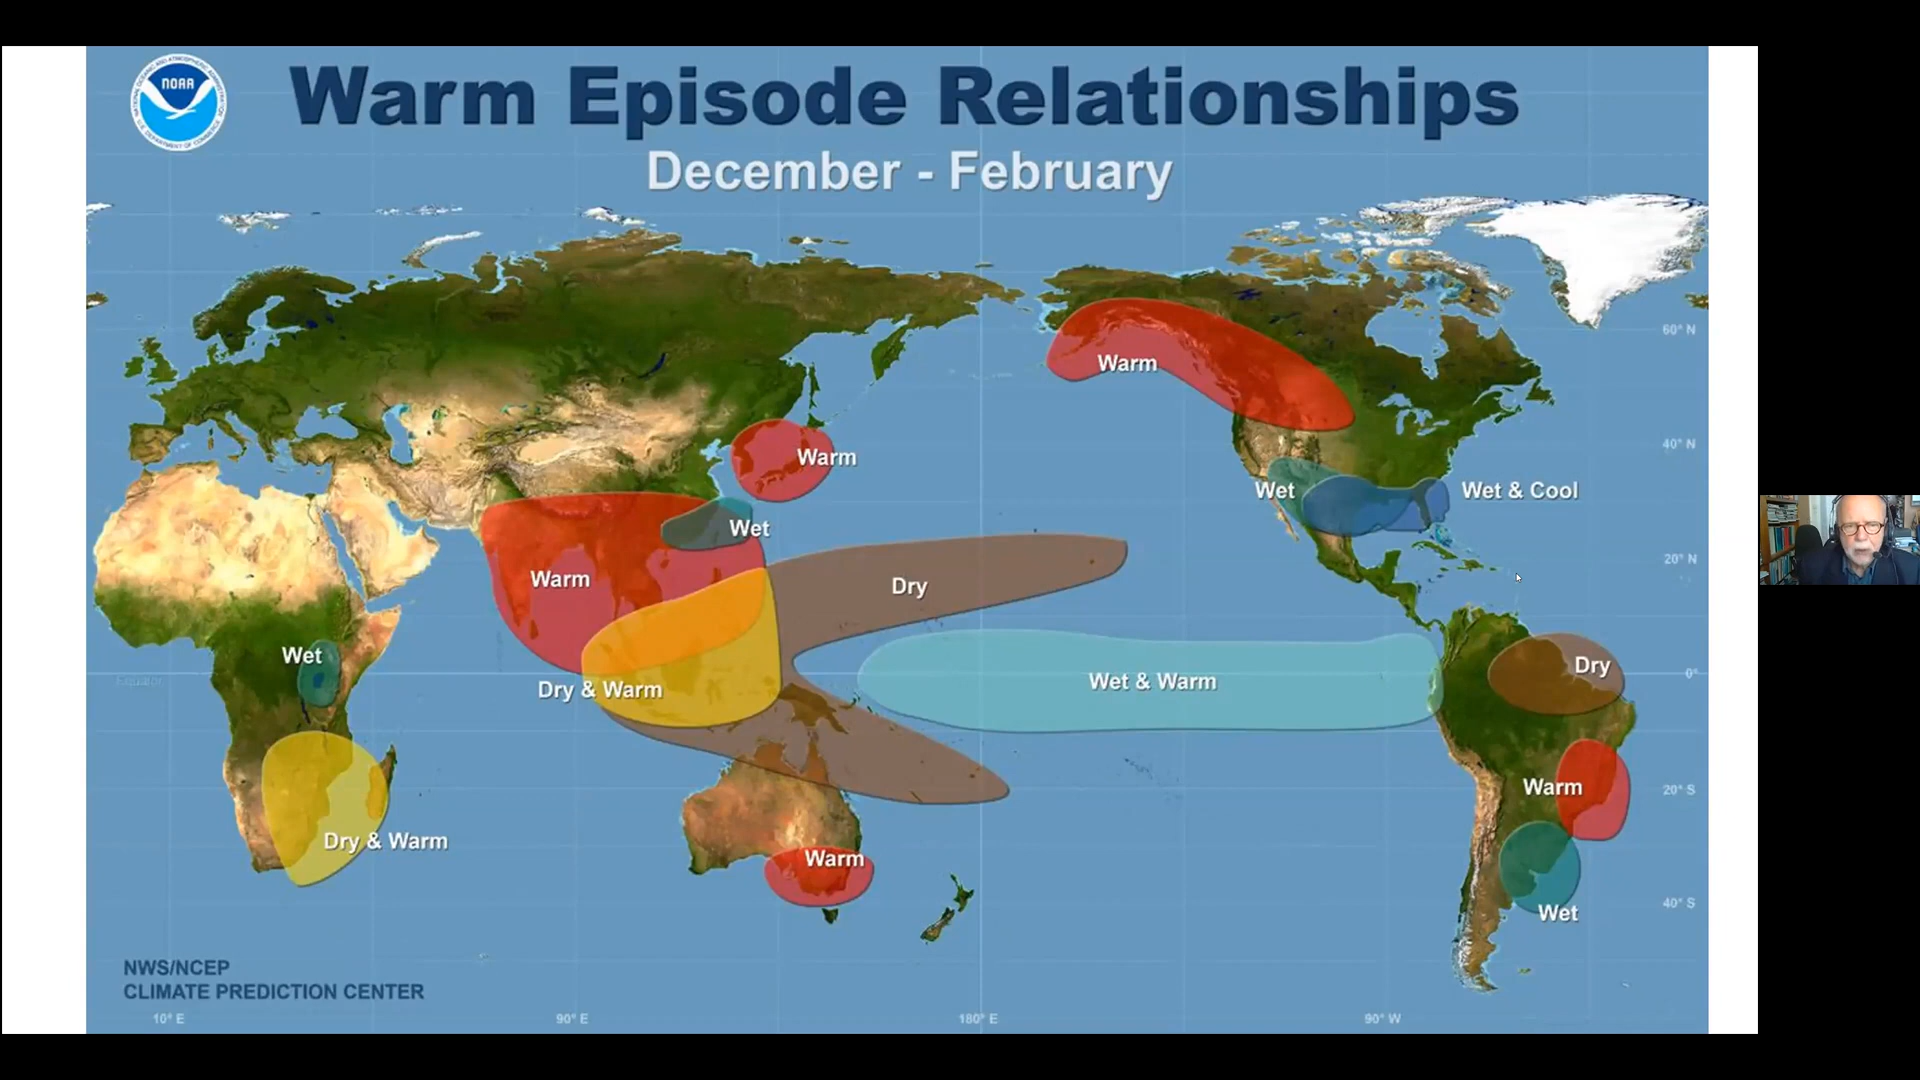 NOAA
Warm Episode Relationships
December - February
60° N
Warm
40° N
Warm
Wet
Wet & Cool
Wet
20° N
Warm
Dry
Wet
Dry
Equator
0°
Dry & Warm
Wet & Warm
Warm
20° S
Dry & Warm
Warm
40° S
Wet
NWS/NCEP
CLIMATE PREDICTION CENTER
10° E
90° E
180° E
90° W